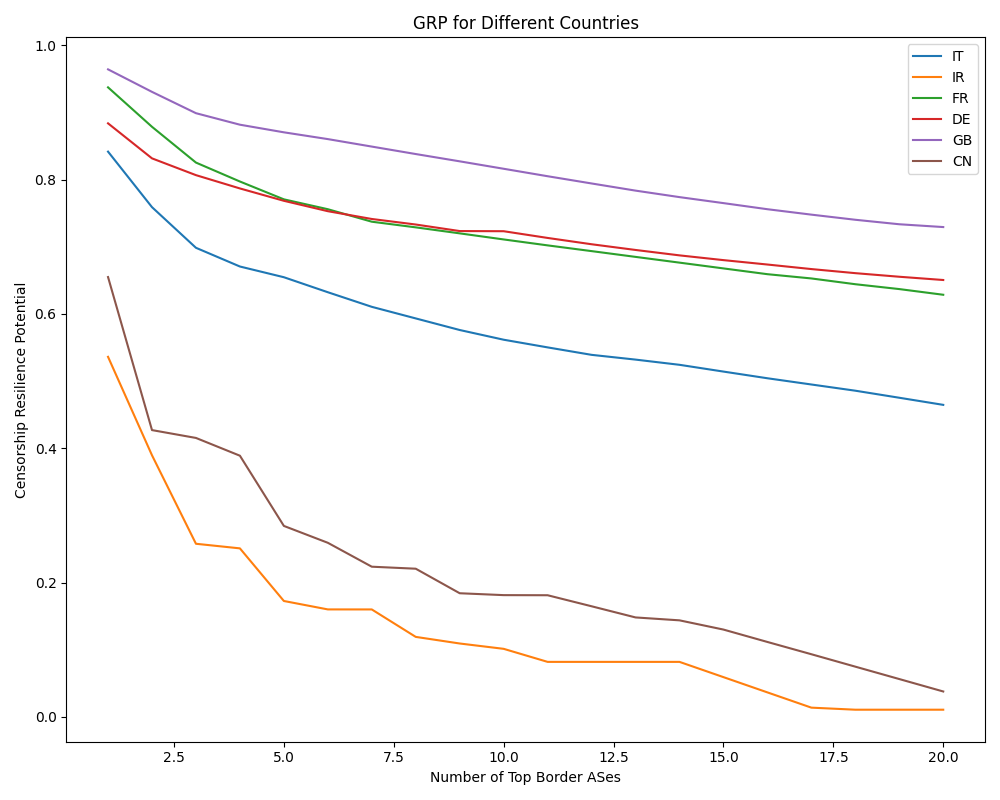 GRP for Different Countries
Censorship Resilience Potential
1.0
0.8
0.6
0.4
0.2
0.0
2.5 5.0 7.5 10.0 12.5 15.0 17.5 20.0
Number of Top Border ASes
IT
IR
FR
DE
GB
CN